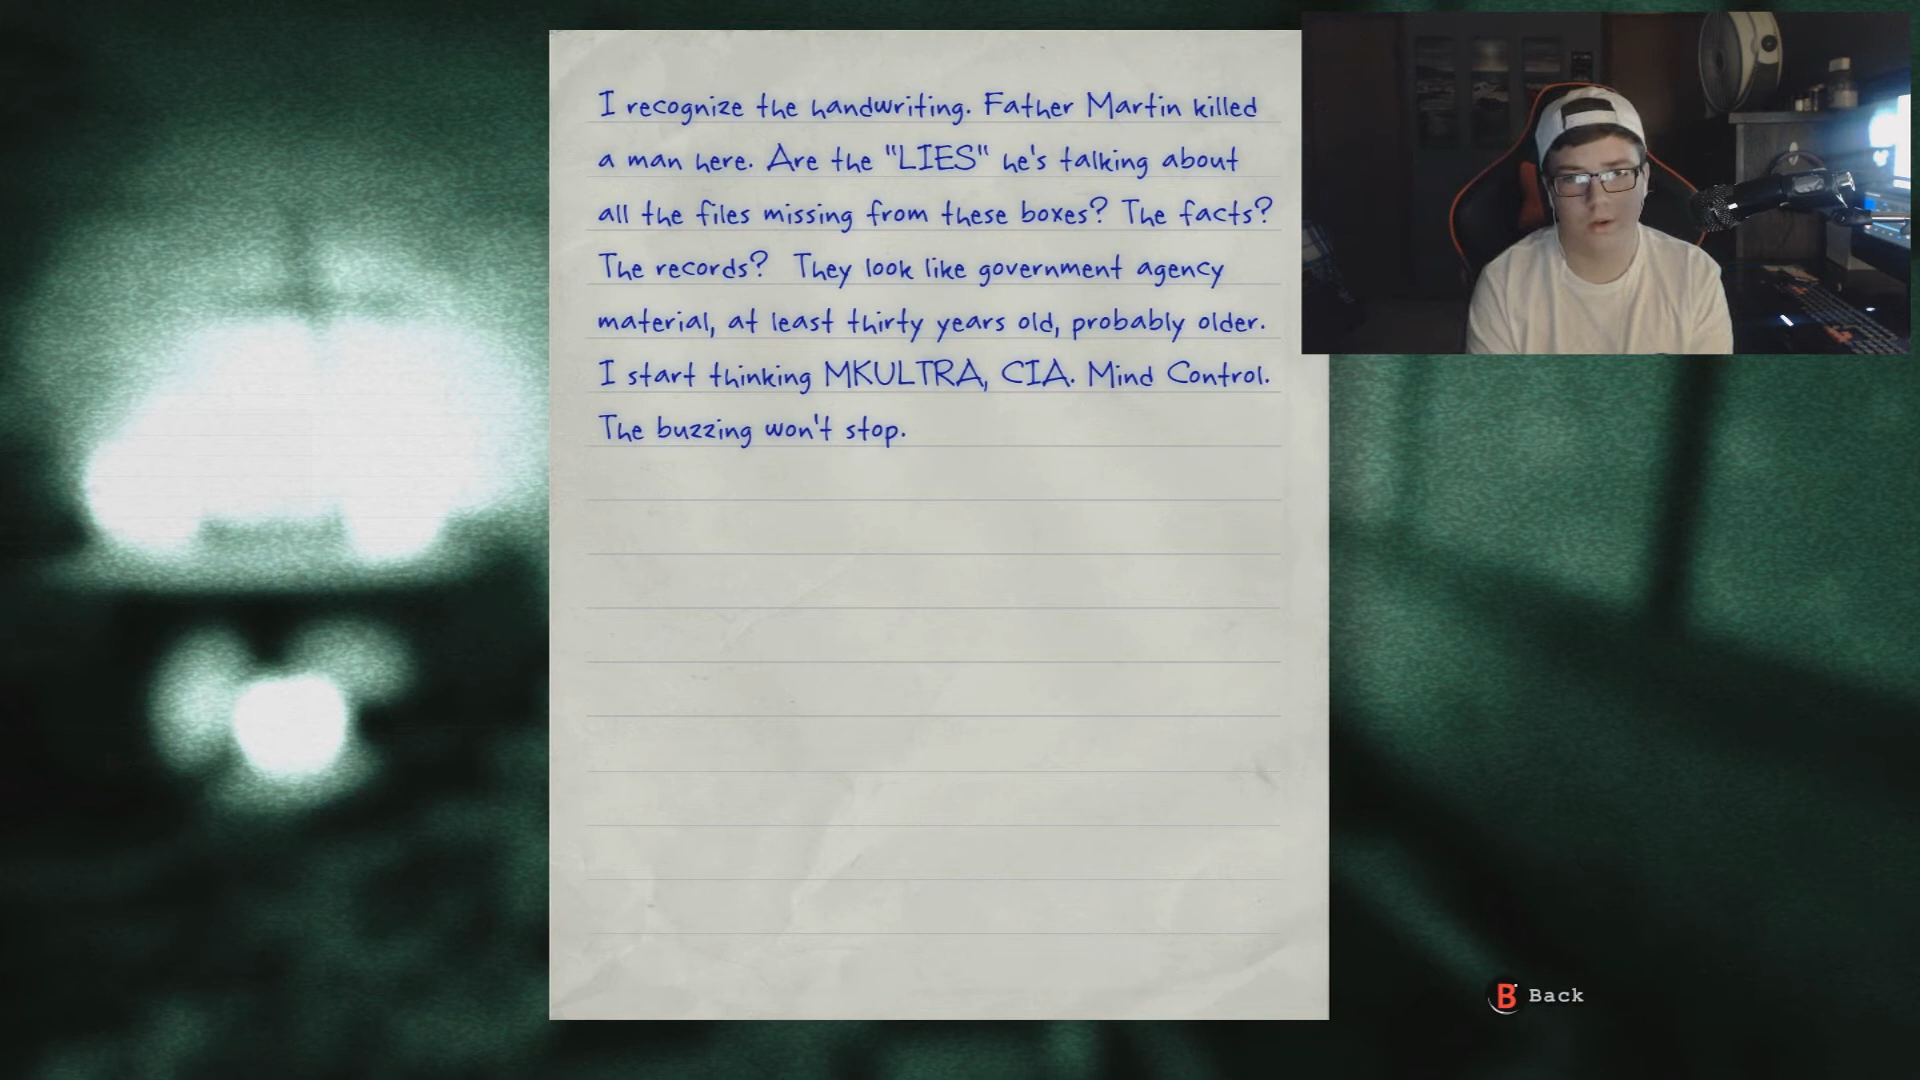 I recognize the handwriting. Father Martin killed
a man here. Are the "LIES" he's talking about
all the files missing from these boxes? The facts?
The records? They look like government agency
material, at least thirty years old, probably older.
I start thinking MKULTRA, CIA. Mind Control.
The buzzing won't stop.
B Back